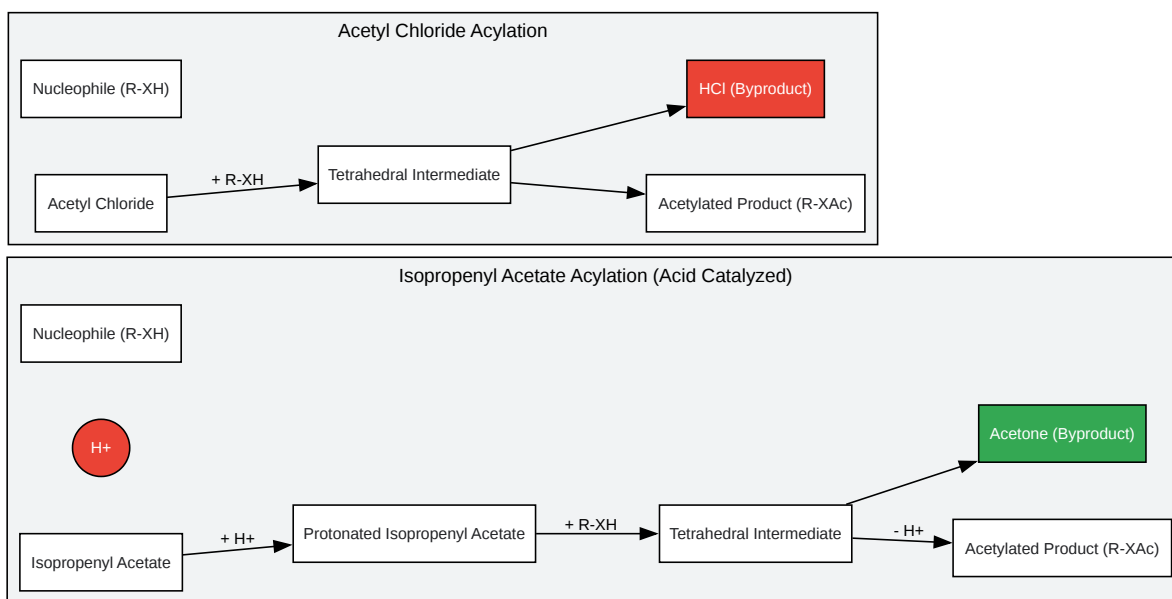 Acetyl Chloride Acylation
Nucleophile (R-XH)
HCl (Byproduct)
Acetyl Chloride
+ R-XH
Tetrahedral Intermediate
Acetylated Product (R-XAc)
Isopropenyl Acetate Acylation (Acid Catalyzed)
Nucleophile (R-XH)
H+
Acetone (Byproduct)
Isopropenyl Acetate
+ H+
Protonated Isopropenyl Acetate
+ R-XH
Tetrahedral Intermediate
- H+
Acetylated Product (R-XAc)